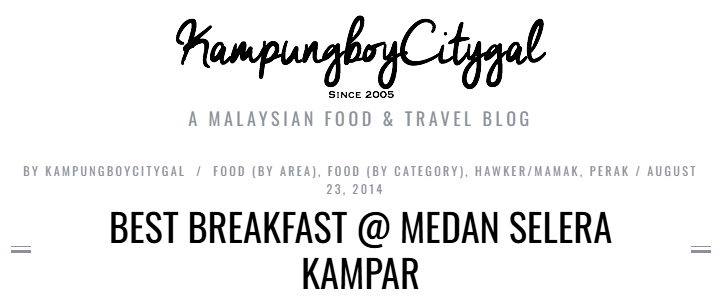 KampungboyCitygal
SINCE 2005
A MALAYSIAN FOOD & TRAVEL BLOG
BY KAMPUNGBOYCITYGAL / FOOD (BY AREA), FOOD (BY CATEGORY), HAWKER/MAMAK, PERAK / AUGUST
23, 2014
BEST BREAKFAST @ MEDAN SELERA
KAMPAR